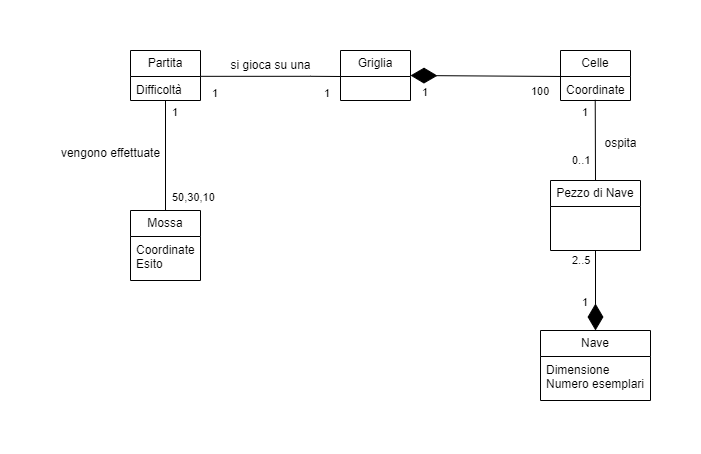 Partita
Difficoltà
si gioca su una
1
1
Griglia
1
100
Celle
Coordinate
1
vengono effettuate
50,30,10
Mossa
Coordinate
Esito
1
ospita
0..1
Pezzo di Nave
2..5
1
Nave
Dimensione
Numero esemplari